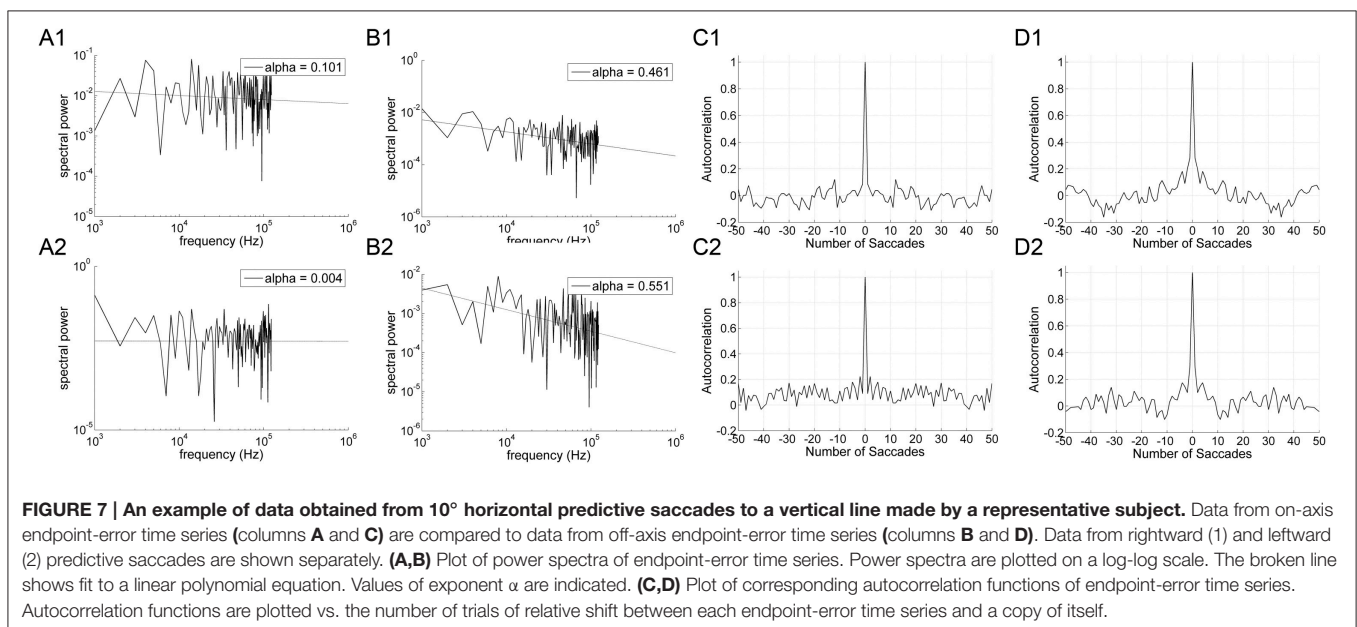 A1
10^-1
10^-2
10^-3
10^-4
10^-5
spectral power
alpha = 0.101
10^3
10^4
10^5
10^6
frequency (Hz)
B1
10^0
10^-2
10^-4
10^-6
spectral power
alpha = 0.461
10^3
10^4
10^5
10^6
frequency (Hz)
C1
1
0.8
0.6
0.4
0.2
0
-0.2
Autocorrelation
-50 -40 -30 -20 -10 0 10 20 30 40 50
Number of Saccades
D1
1
0.8
0.6
0.4
0.2
0
-0.2
Autocorrelation
-50 -40 -30 -20 -10 0 10 20 30 40 50
Number of Saccades
A2
10^0
10^-5
spectral power
alpha = 0.004
10^3
10^4
10^5
10^6
frequency (Hz)
B2
10^-2
10^-3
10^-4
10^-5
10^-6
spectral power
alpha = 0.551
10^3
10^4
10^5
10^6
frequency (Hz)
C2
1
0.8
0.6
0.4
0.2
0
-0.2
Autocorrelation
-50 -40 -30 -20 -10 0 10 20 30 40 50
Number of Saccades
D2
1
0.8
0.6
0.4
0.2
0
-0.2
Autocorrelation
-50 -40 -30 -20 -10 0 10 20 30 40 50
Number of Saccades
FIGURE 7 | An example of data obtained from 10° horizontal predictive saccades to a vertical line made by a representative subject. Data from on-axis
endpoint-error time series (columns A and C) are compared to data from off-axis endpoint-error time series (columns B and D). Data from rightward (1) and leftward
(2) predictive saccades are shown separately. (A,B) Plot of power spectra of endpoint-error time series. Power spectra are plotted on a log-log scale. The broken line
shows fit to a linear polynomial equation. Values of exponent α are indicated. (C,D) Plot of corresponding autocorrelation functions of endpoint-error time series.
Autocorrelation functions are plotted vs. the number of trials of relative shift between each endpoint-error time series and a copy of itself.